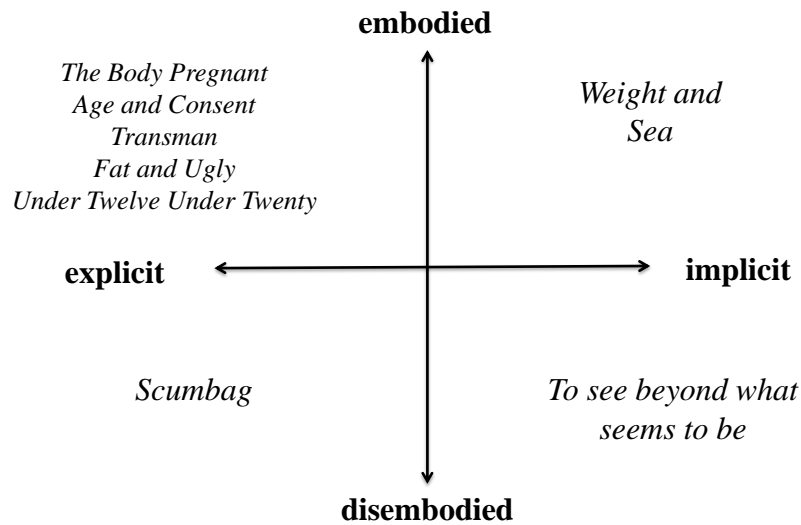 embodied
The Body Pregnant
Age and Consent
Transman
Fat and Ugly
Under Twelve Under Twenty
Weight and
Sea
explicit
implicit
Scumbag
To see beyond what
seems to be
disembodied